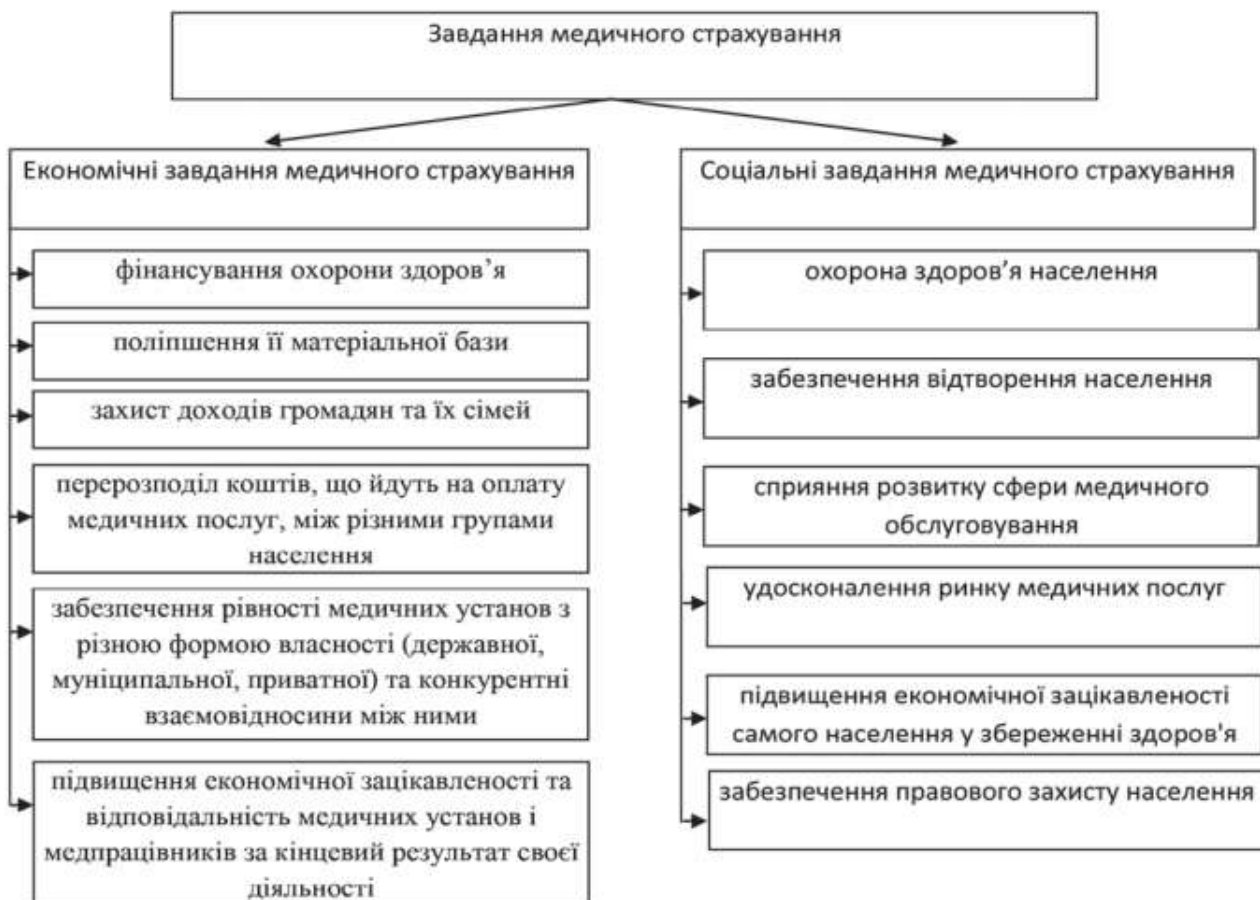 Завдання медичного страхування
Економічні завдання медичного страхування
фінансування охорони здоров’я
поліпшення її матеріальної бази
захист доходів громадян та їх сімей
перерозподіл коштів, що йдуть на оплату
медичних послуг, між різними групами
населення
забезпечення рівності медичних установ з
різною формою власності (державної,
муніципальної, приватної) та конкурентні
взаємовідносини між ними
підвищення економічної зацікавленості та
відповідальність медичних установ і
медпрацівників за кінцевий результат своєї
діяльності
Соціальні завдання медичного страхування
охорона здоров’я населення
забезпечення відтворення населення
сприяння розвитку сфери медичного
обслуговування
удосконалення ринку медичних послуг
підвищення економічної зацікавленості
самого населення у збереженні здоров'я
забезпечення правового захисту населення